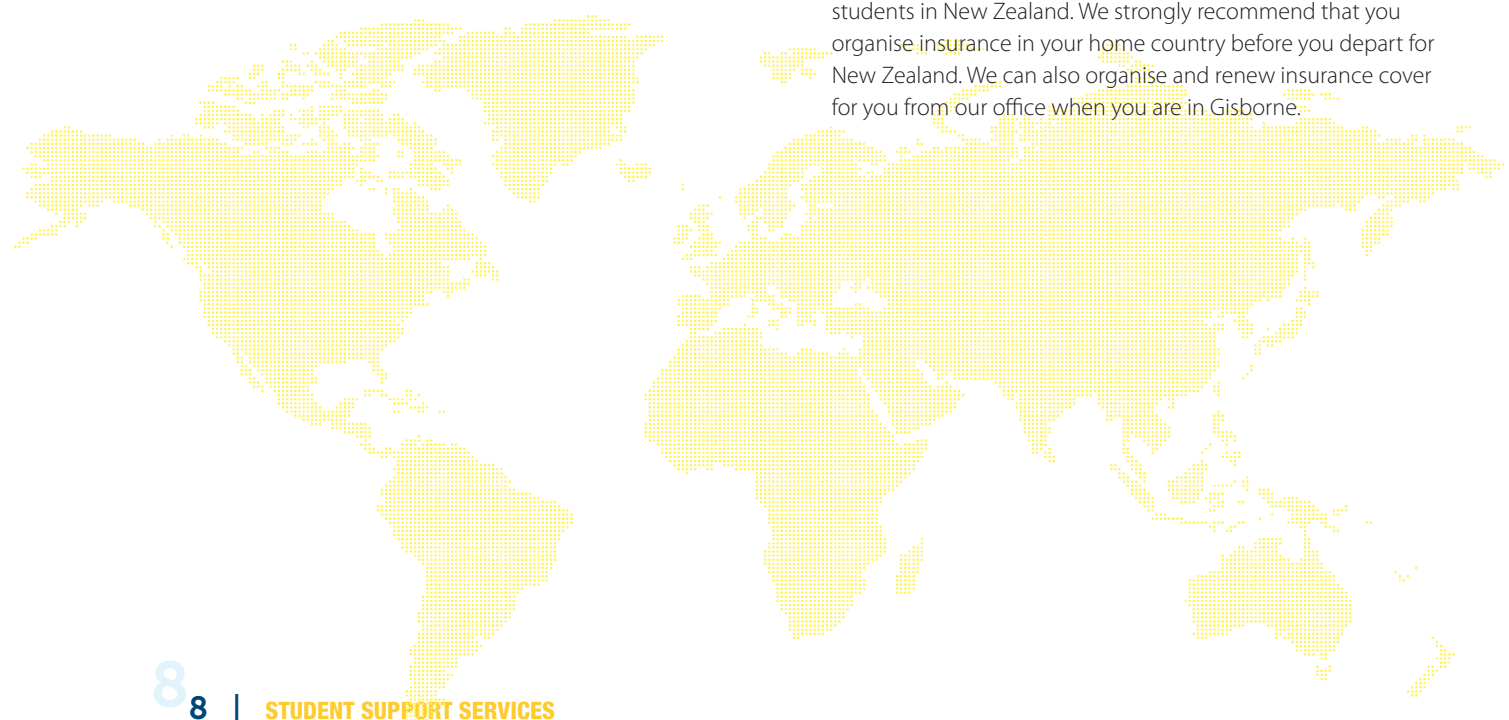 students in New Zealand. We strongly recommend that you
organise insurance in your home country before you depart for
New Zealand. We can also organise and renew insurance cover
for you from our office when you are in Gisborne.
8
8 | STUDENT SUPPORT SERVICES